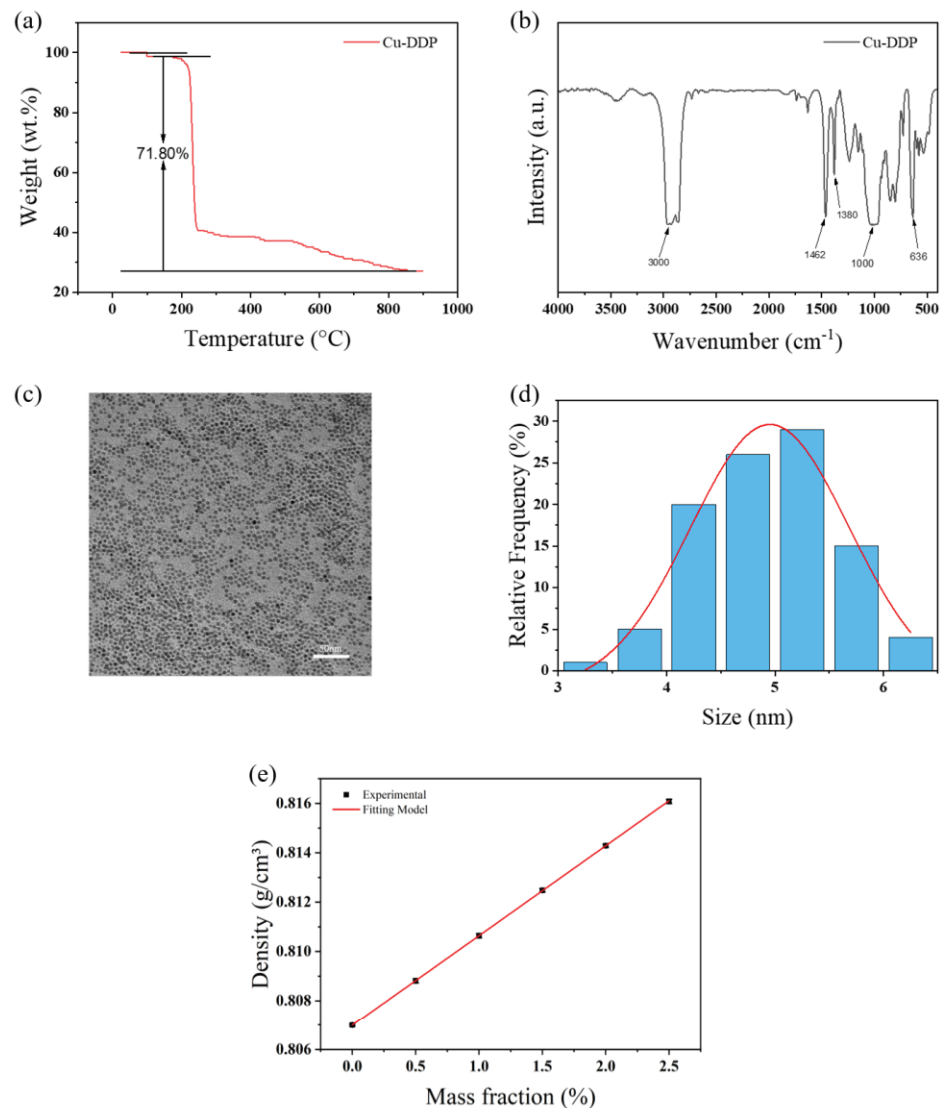 (a)
Cu-DDP
100
80
60
40
20
71.80%
0
200
400
600
800
1000
Weight (wt.%)
Temperature (°C)
(b)
Cu-DDP
3000
1462
1380
1000
636
4000
3500
3000
2500
2000
1500
1000
500
Intensity (a.u.)
Wavenumber (cm⁻¹)
(c)
50nm
(d)
30
25
20
15
10
5
0
3
4
5
6
Relative Frequency (%)
Size (nm)
(e)
Experimental
Fitting Model
0.816
0.814
0.812
0.810
0.808
0.806
0.0
0.5
1.0
1.5
2.0
2.5
Density (g/cm³)
Mass fraction (%)